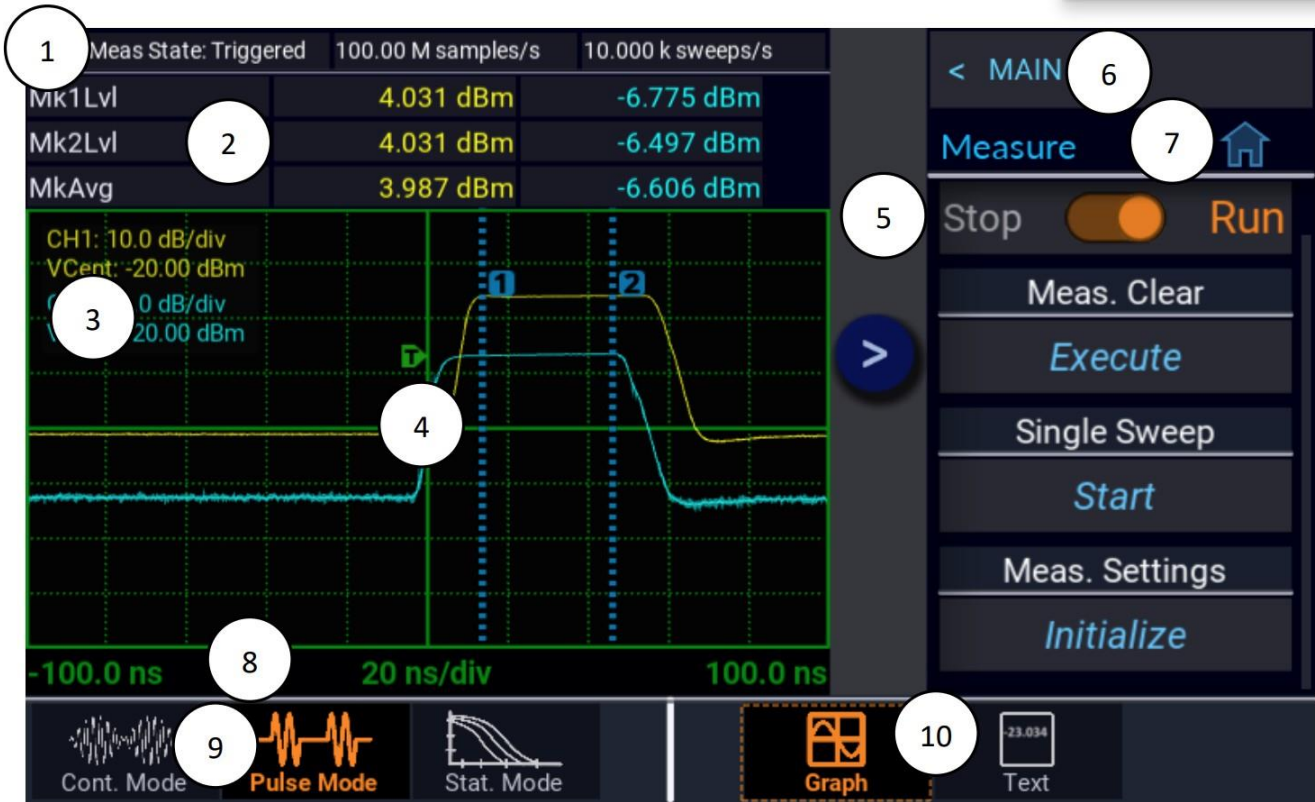 1 Meas State: Triggered 100.00 M samples/s 10.000 k sweeps/s
Mk1Lvl 4.031 dBm -6.775 dBm
Mk2Lvl 2 4.031 dBm -6.497 dBm
MkAvg 3.987 dBm -6.606 dBm
CH1: 10.0 dB/div
VCent: -20.00 dBm
0 dB/div
3 20.00 dBm
1 2
T
4
-100.0 ns 8 20 ns/div 100.0 ns
5 >
< MAIN 6
Measure 7
Stop Run
Meas. Clear
Execute
Single Sweep
Start
Meas. Settings
Initialize
Cont. Mode 9 Pulse Mode Stat. Mode
Graph 10 -23.034 Text